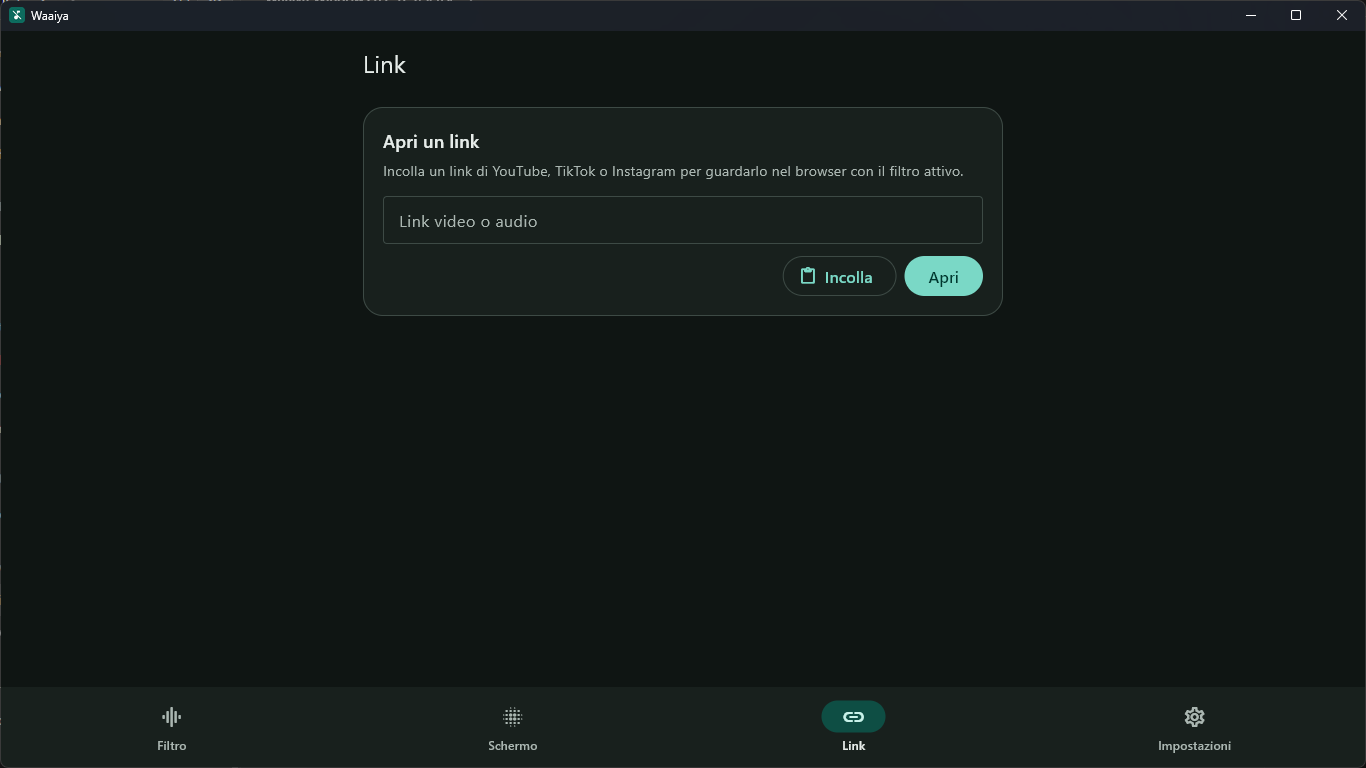 Waaiya
Link
Apri un link
Incolla un link di YouTube, TikTok o Instagram per guardarlo nel browser con il filtro attivo.
Link video o audio
Incolla
Apri
Filtro
Schermo
Link
Impostazioni